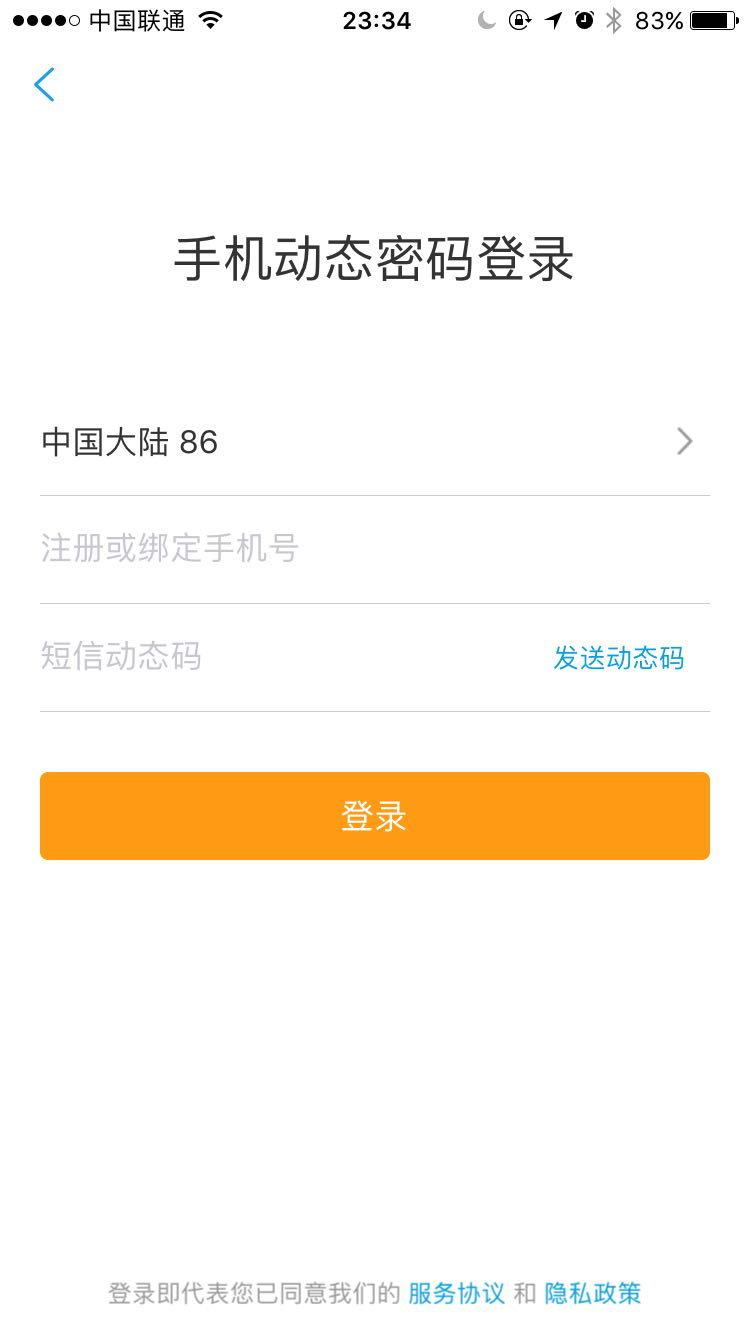 中国联通 23:34 83%
手机动态密码登录
中国大陆 86
注册或绑定手机号
短信动态码 发送动态码
登录
登录即代表您已同意我们的 服务协议 和 隐私政策